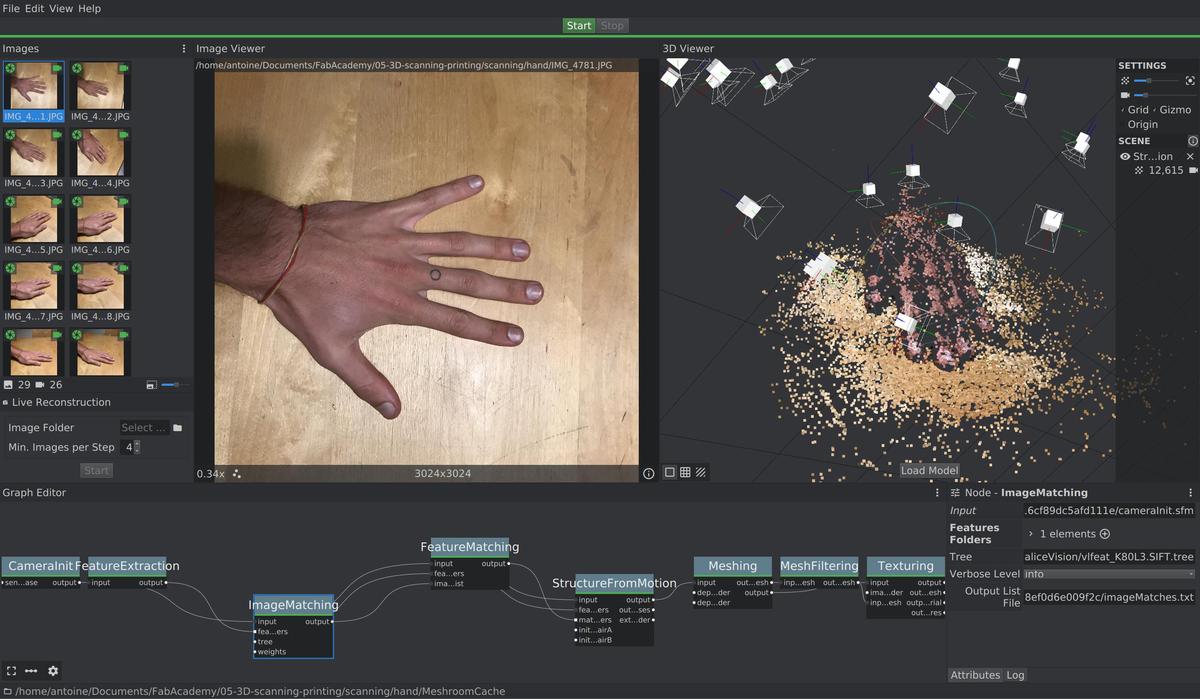 File Edit View Help
Start Stop
Images
IMG_4...1.JPG IMG_4...2.JPG
IMG_4...3.JPG IMG_4...4.JPG
IMG_4...5.JPG IMG_4...6.JPG
IMG_4...7.JPG IMG_4...8.JPG
29 26
Live Reconstruction
Image Folder Select ...
Min. Images per Step 4
Start
Image Viewer
/home/antoine/Documents/FabAcademy/05-3D-scanning-printing/scanning/hand/IMG_4781.JPG
0.34x 3024x3024
3D Viewer
Load Model
SETTINGS
Grid Gizmo
Origin
SCENE
Str...ion
12,615
Graph Editor
CameraInit
sen...ase output
FeatureExtraction
input output
ImageMatching
input output
fea...ers
tree
weights
FeatureMatching
input output
fea...ers
ima...ist
StructureFromMotion
input output
fea...ers out...ses
mat...ers ext...der
init...airA
init...airB
Meshing
input out...esh
dep...der output
dep...der
MeshFiltering
inp...esh out...esh
Texturing
input output
ima...der out...esh
inp...esh outp...rial
out...res
Node - ImageMatching
Input .6cf89dc5afd111e/cameraInit.sfm
Features
Folders
1 elements
Tree aliceVision/vlfeat_K80L3.SIFT.tree
Verbose Level info
Output List
File
8ef0d6e009f2c/imageMatches.txt
Attributes Log
/home/antoine/Documents/FabAcademy/05-3D-scanning-printing/scanning/hand/MeshroomCache